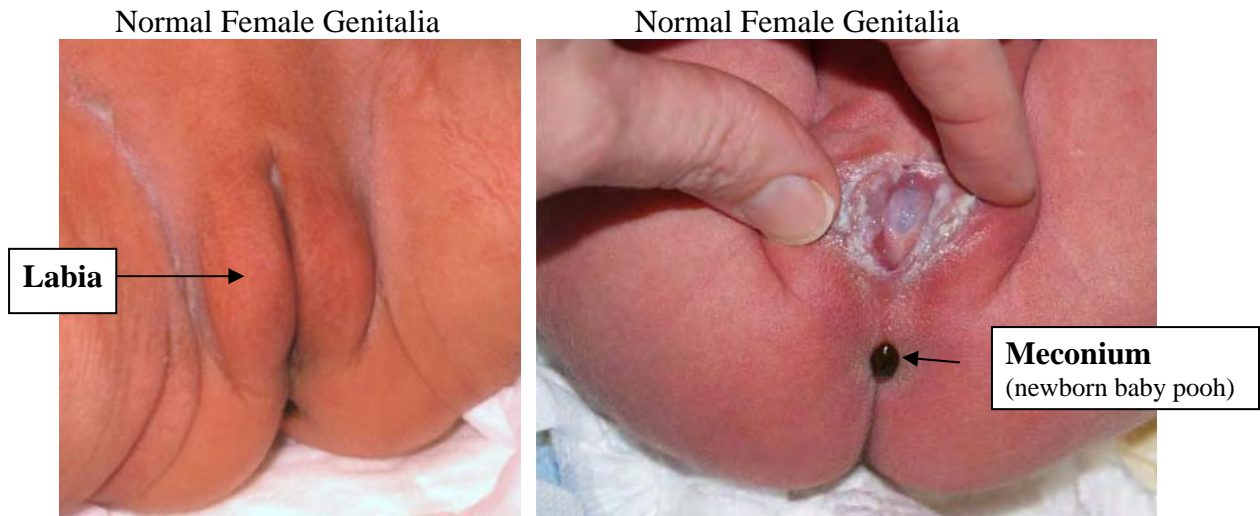 Normal Female Genitalia
Normal Female Genitalia
Labia
Meconium
(newborn baby pooh)